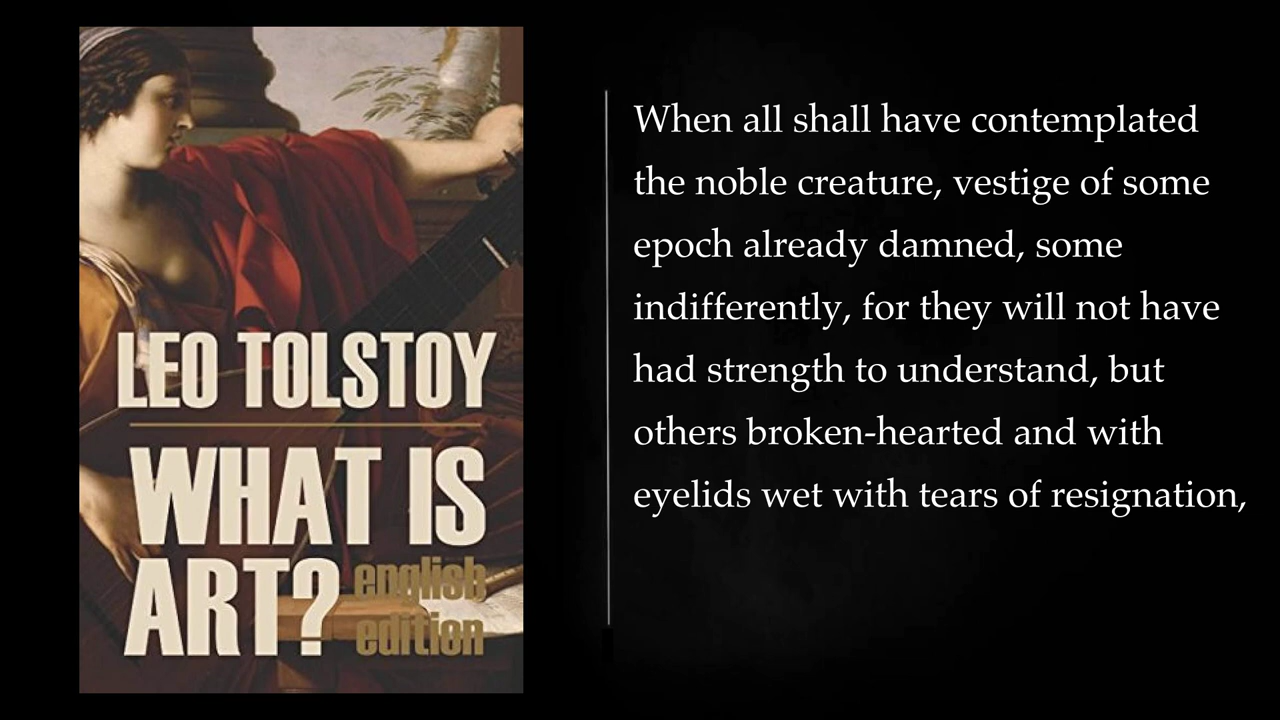 LEO TOLSTOY
WHAT IS
ART?
english
edition
When all shall have contemplated
the noble creature, vestige of some
epoch already damned, some
indifferently, for they will not have
had strength to understand, but
others broken-hearted and with
eyelids wet with tears of resignation,